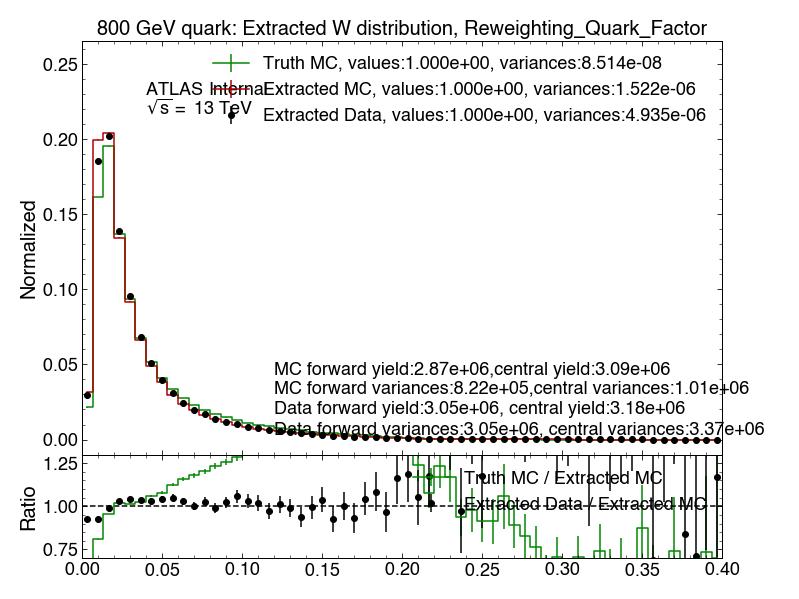 800 GeV quark: Extracted W distribution, Reweighting_Quark_Factor
0.25
0.20
0.15
0.10
0.05
0.00
Normalized
Truth MC, values:1.000e+00, variances:8.514e-08
ATLAS Internal
Extracted MC, values:1.000e+00, variances:1.522e-06
√s = 13 TeV
Extracted Data, values:1.000e+00, variances:4.935e-06
MC forward yield:2.87e+06,central yield:3.09e+06
MC forward variances:8.22e+05,central variances:1.01e+06
Data forward yield:3.05e+06, central yield:3.18e+06
Data forward variances:3.05e+06, central variances:3.37e+06
1.25
1.00
0.75
Ratio
Truth MC / Extracted MC
Extracted Data / Extracted MC
0.00 0.05 0.10 0.15 0.20 0.25 0.30 0.35 0.40